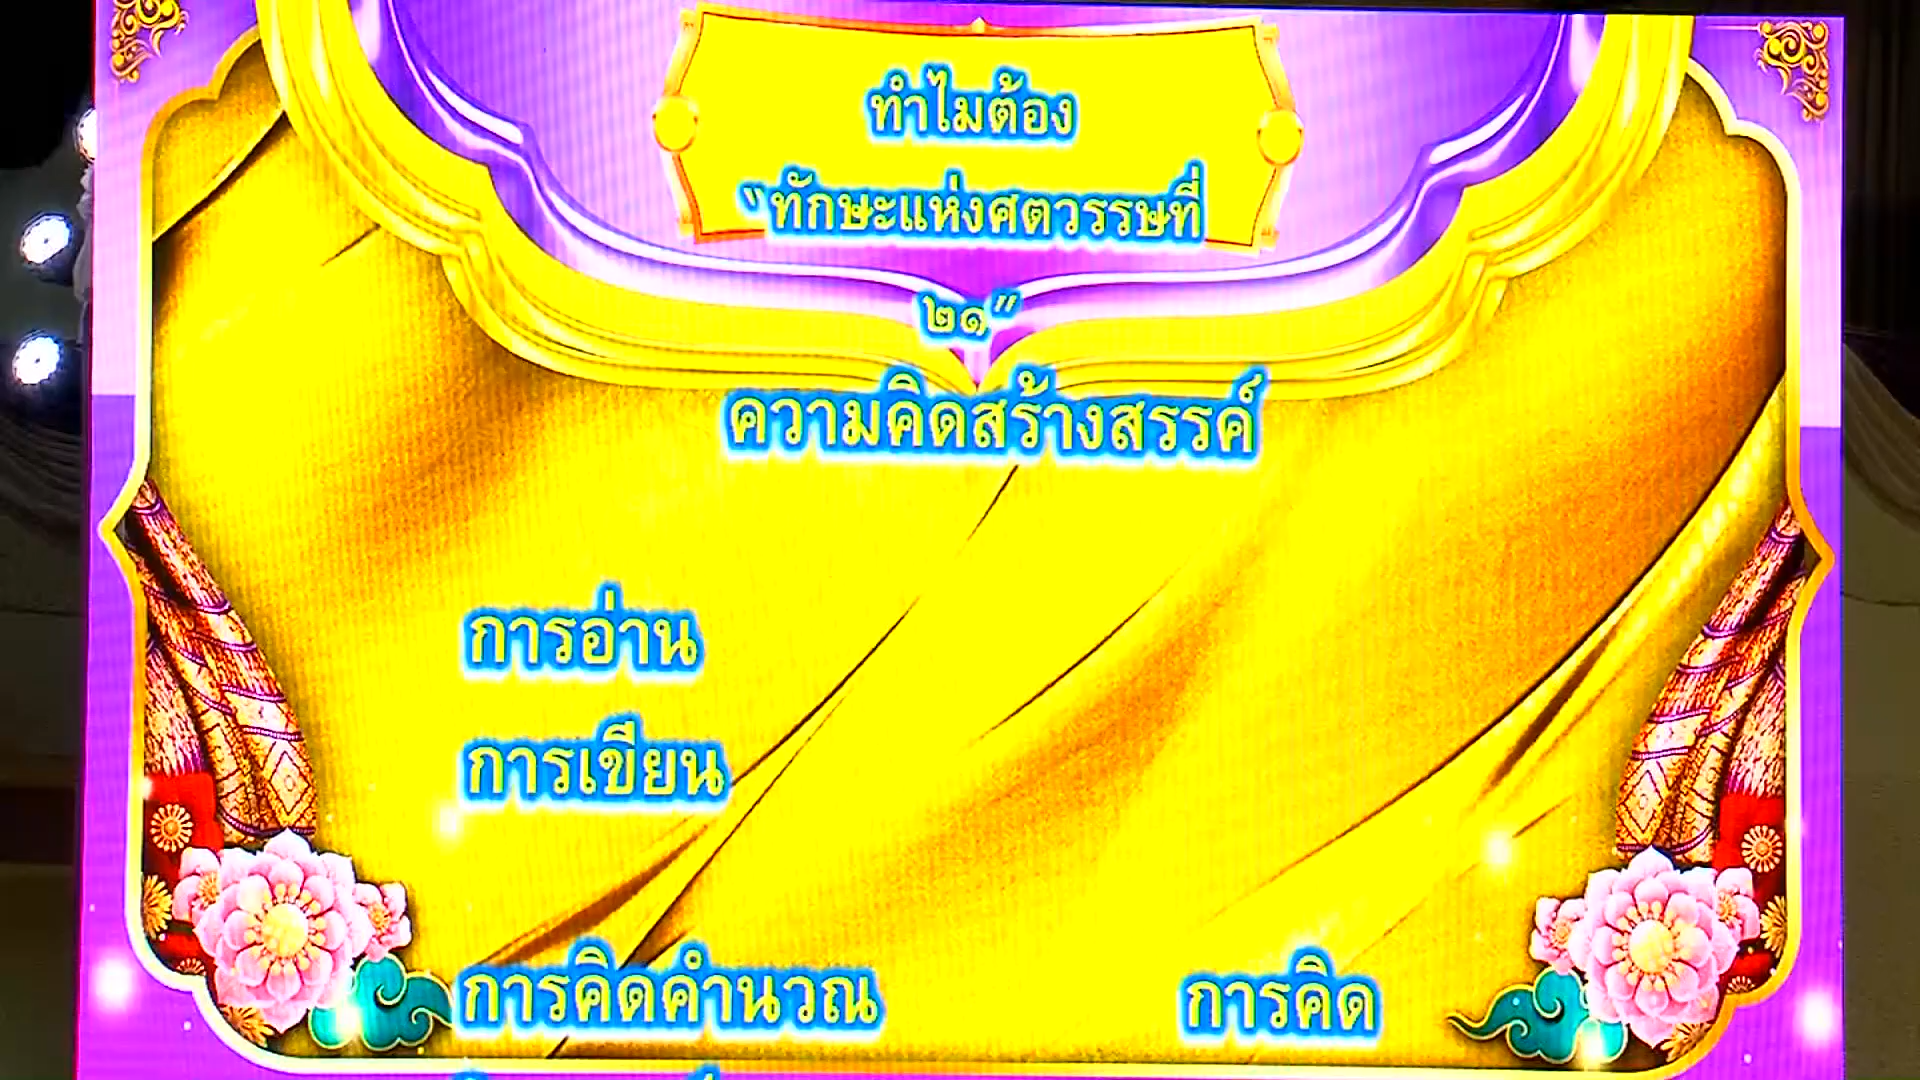 ทำไมต้อง
“ทักษะแห่งศตวรรษที่
๒๑”
ความคิดสร้างสรรค์
การอ่าน
การเขียน
การคิดคำนวณ
การคิด